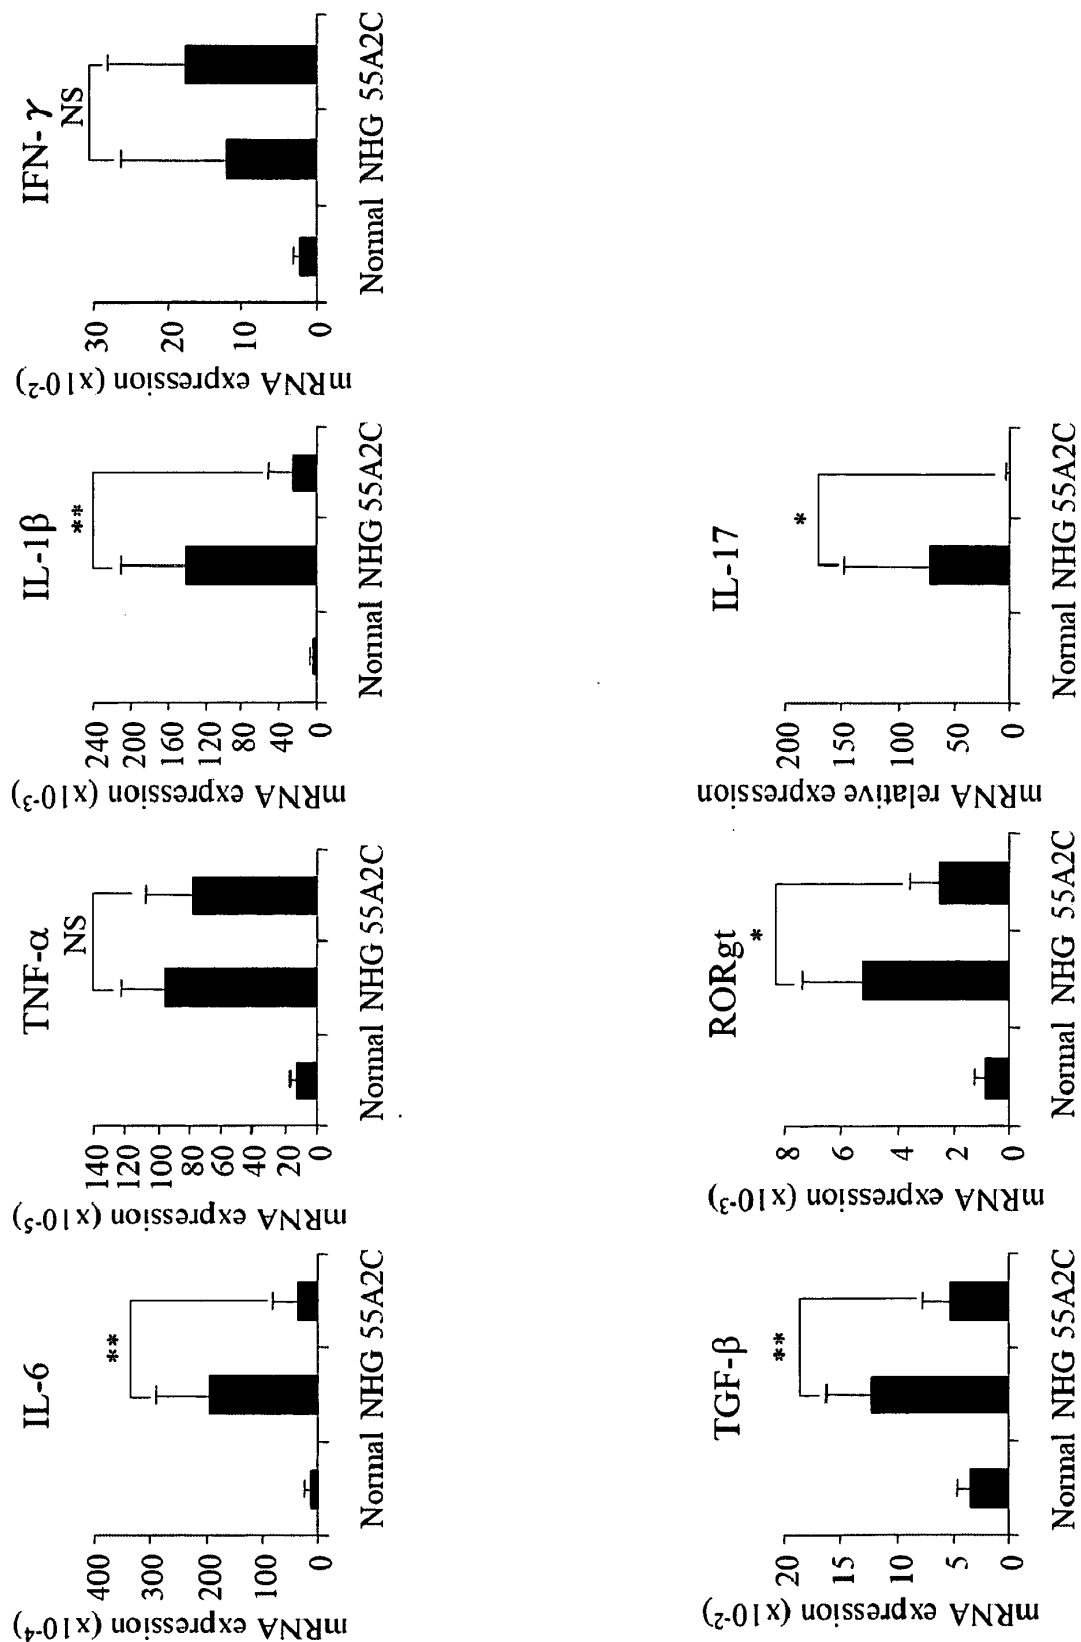 IL-6
**
mRNA expression (x10-4)
400
300
200
100
0
Normal NHG 55A2C
TNF-α
NS
mRNA expression (x10-5)
140
120
100
80
60
40
20
0
Normal NHG 55A2C
IL-1β
**
mRNA expression (x10-3)
240
200
160
120
80
40
0
Normal NHG 55A2C
IFN-γ
NS
mRNA expression (x10-2)
30
20
10
0
Normal NHG 55A2C
TGF-β
**
mRNA expression (x10-2)
20
15
10
5
0
Normal NHG 55A2C
RORgt
*
mRNA expression (x10-3)
8
6
4
2
0
Normal NHG 55A2C
IL-17
*
mRNA relative expression
200
150
100
50
0
Normal NHG 55A2C